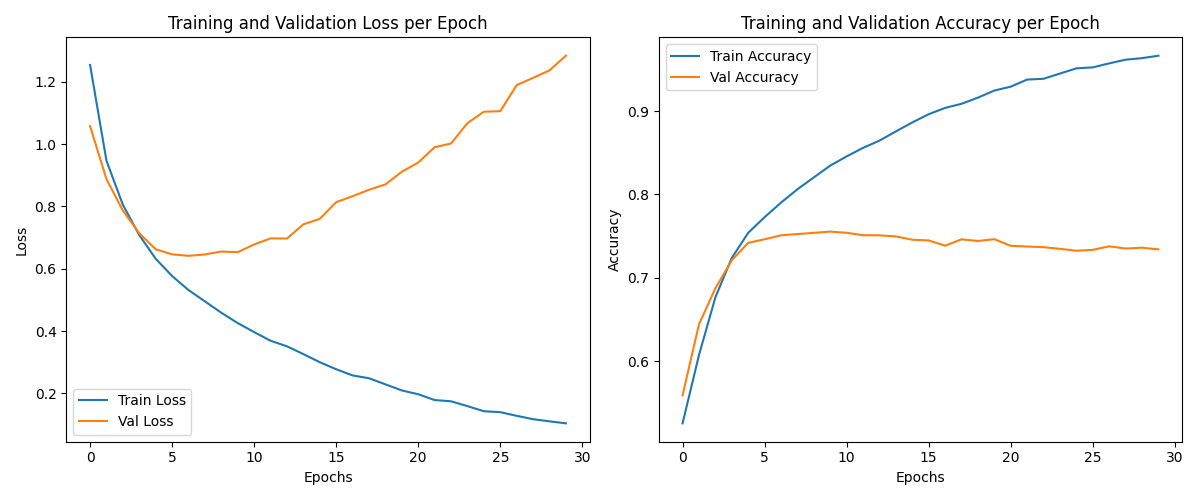 Training and Validation Loss per Epoch
Loss
1.2
1.0
0.8
0.6
0.4
0.2
Train Loss
Val Loss
0 5 10 15 20 25 30
Epochs
Training and Validation Accuracy per Epoch
Accuracy
Train Accuracy
Val Accuracy
0.9
0.8
0.7
0.6
0 5 10 15 20 25 30
Epochs